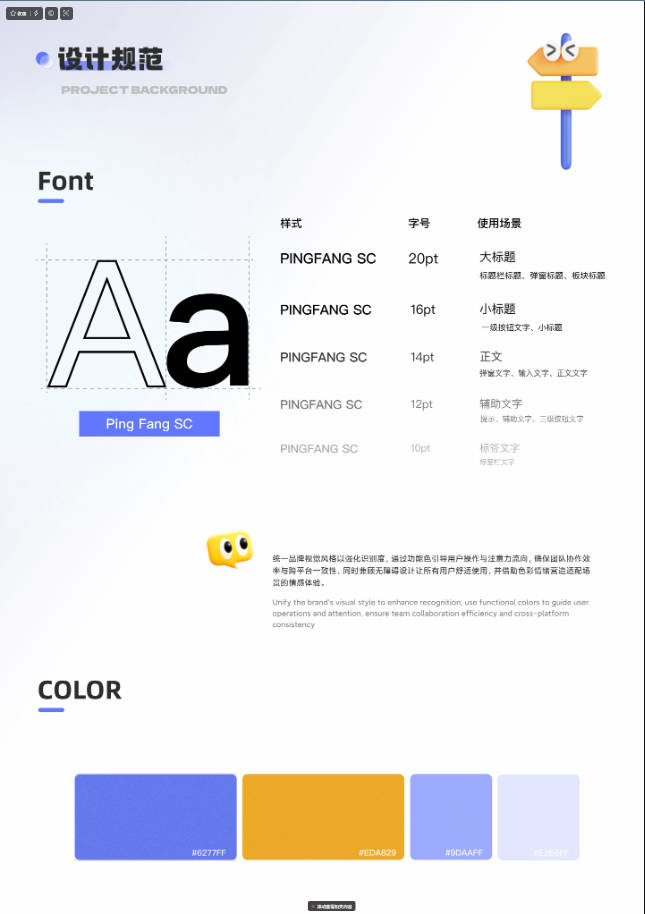 收藏
设计规范
PROJECT BACKGROUND
Font
样式 字号 使用场景
PINGFANG SC 20pt 大标题
标题栏标题、弹窗标题、板块标题
PINGFANG SC 16pt 小标题
一级按钮文字、小标题
PINGFANG SC 14pt 正文
弹窗文字、输入文字、正文文字
PINGFANG SC 12pt 辅助文字
提示、辅助文字、三级按钮文字
PINGFANG SC 10pt 标签文字
标签栏文字
Aa
Ping Fang SC
统一品牌视觉风格以强化识别度，通过功能色引导用户操作与注意力流向，确保团队协作效
率与跨平台一致性，同时兼顾无障碍设计让所有用户舒适使用，并借助色彩情绪营造适配场
景的情感体验。
Unify the brand's visual style to enhance recognition, use functional colors to guide user
operations and attention, ensure team collaboration efficiency and cross-platform
consistency
COLOR
#6277FF #EDA829 #9DAAFF